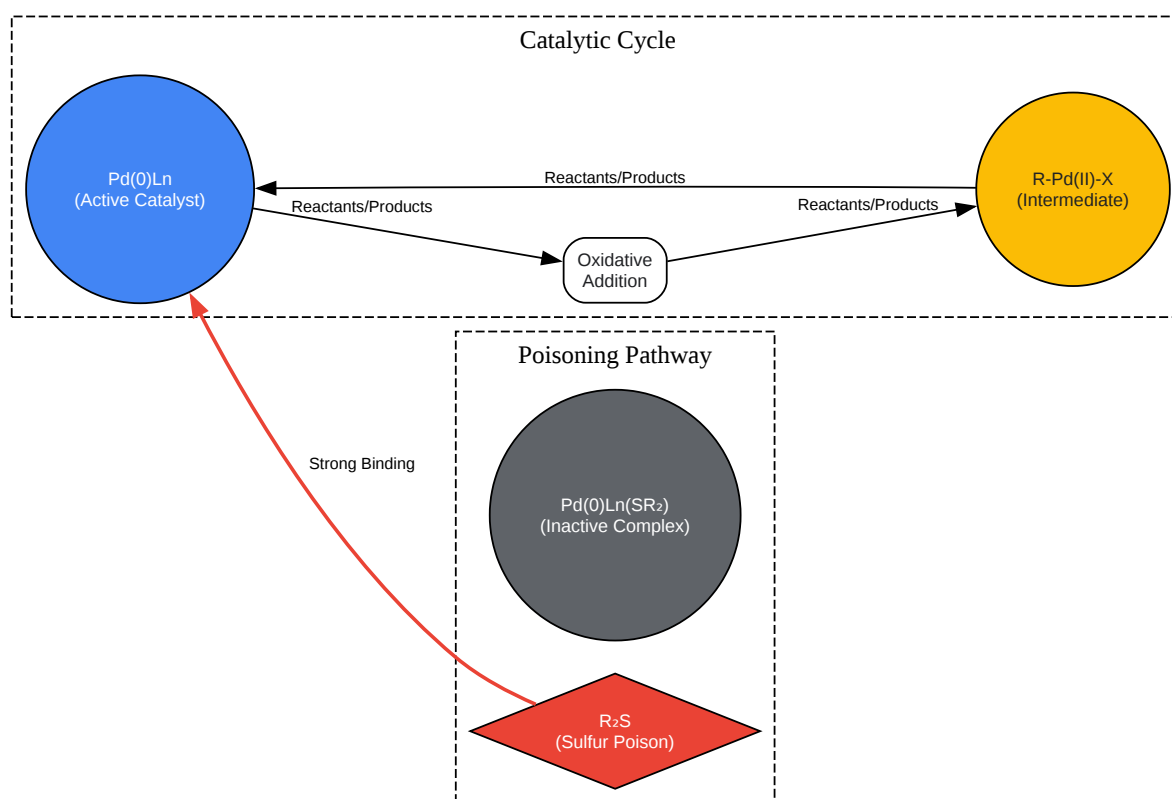 Catalytic Cycle
Pd(0)Ln
(Active Catalyst)
Reactants/Products
Reactants/Products
Reactants/Products
R-Pd(II)-X
(Intermediate)
Oxidative
Addition
Poisoning Pathway
Strong Binding
Pd(0)Ln(SR₂)
(Inactive Complex)
R₂S
(Sulfur Poison)